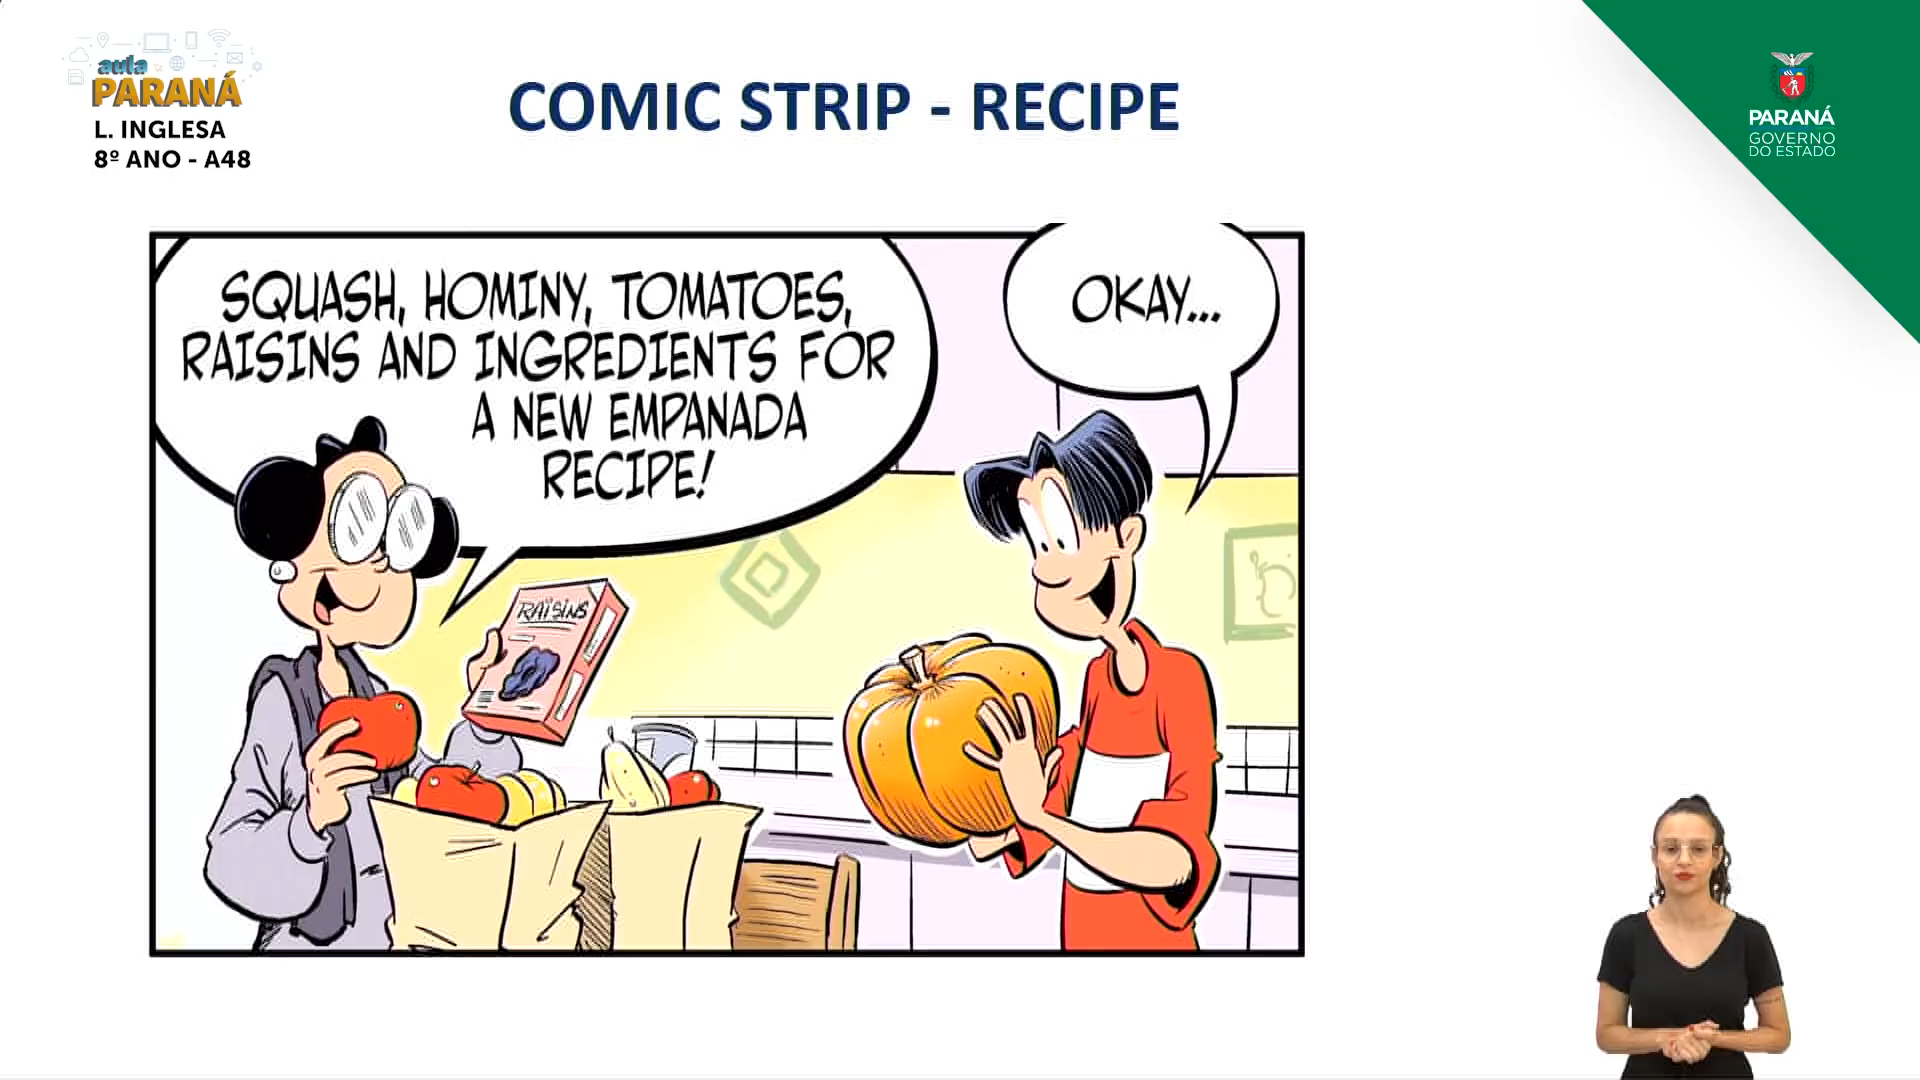 aula
PARANÁ
L. INGLESA
8º ANO - A48
COMIC STRIP - RECIPE
PARANÁ
GOVERNO
DO ESTADO
SQUASH, HOMINY, TOMATOES,
RAISINS AND INGREDIENTS FOR
A NEW EMPANADA
RECIPE!
OKAY...
RAISINS